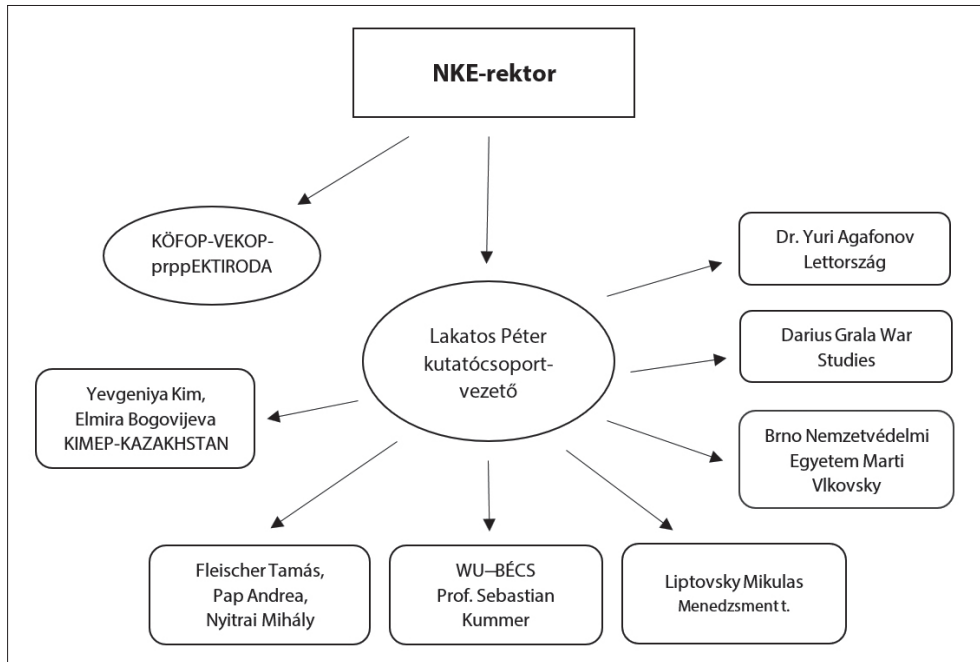 NKE-rektor
KÖFOP-VEKOP-
prppEKTIRODA
Lakatos Péter
kutatócsoport-
vezető
Dr. Yuri Agafonov
Lettország
Darius Grala War
Studies
Brno Nemzetvédelmi
Egyetem Marti
Vlkovsky
Yevgeniya Kim,
Elmira Bogovijeva
KIMEP-KAZAKHSTAN
Fleischer Tamás,
Pap Andrea,
Nyitrai Mihály
WU–BÉCS
Prof. Sebastian
Kummer
Liptovsky Mikulas
Menedzsment t.